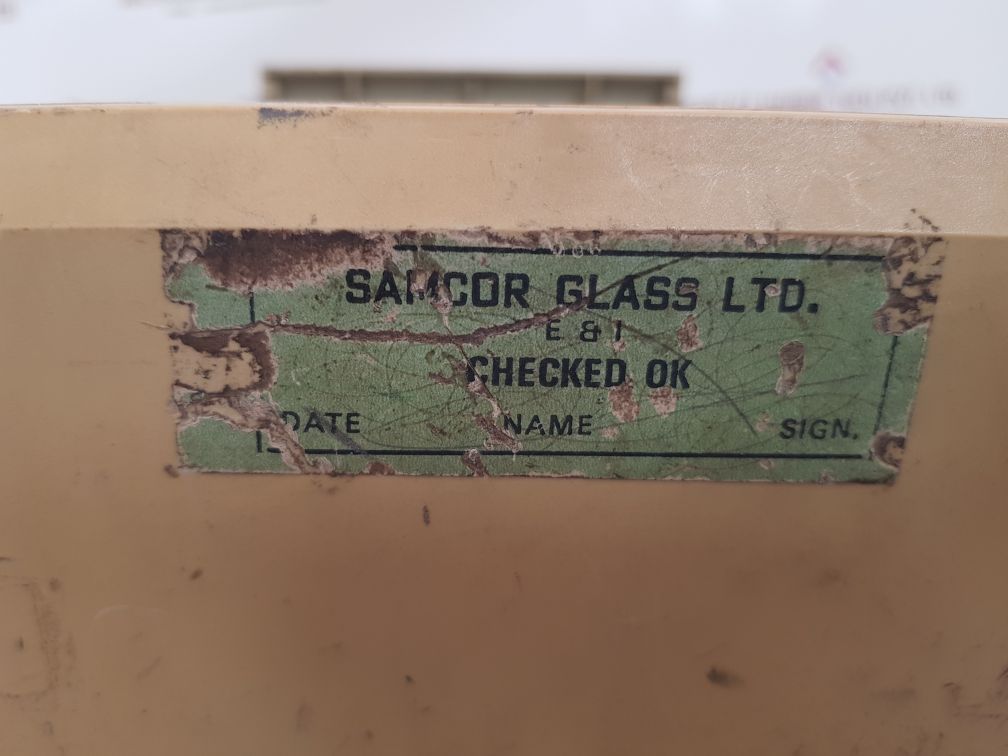 SAMCOR GLASS LTD.
E & I
CHECKED OK
DATE NAME SIGN.